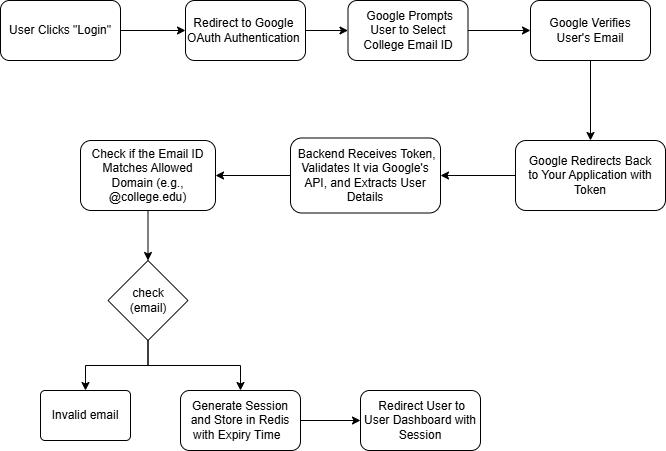 User Clicks "Login"
Redirect to Google
OAuth Authentication
Google Prompts
User to Select
College Email ID
Google Verifies
User's Email
Google Redirects Back
to Your Application with
Token
Backend Receives Token,
Validates It via Google's
API, and Extracts User
Details
Check if the Email ID
Matches Allowed
Domain (e.g.,
@college.edu)
check
(email)
Invalid email
Generate Session
and Store in Redis
with Expiry Time
Redirect User to
User Dashboard with
Session